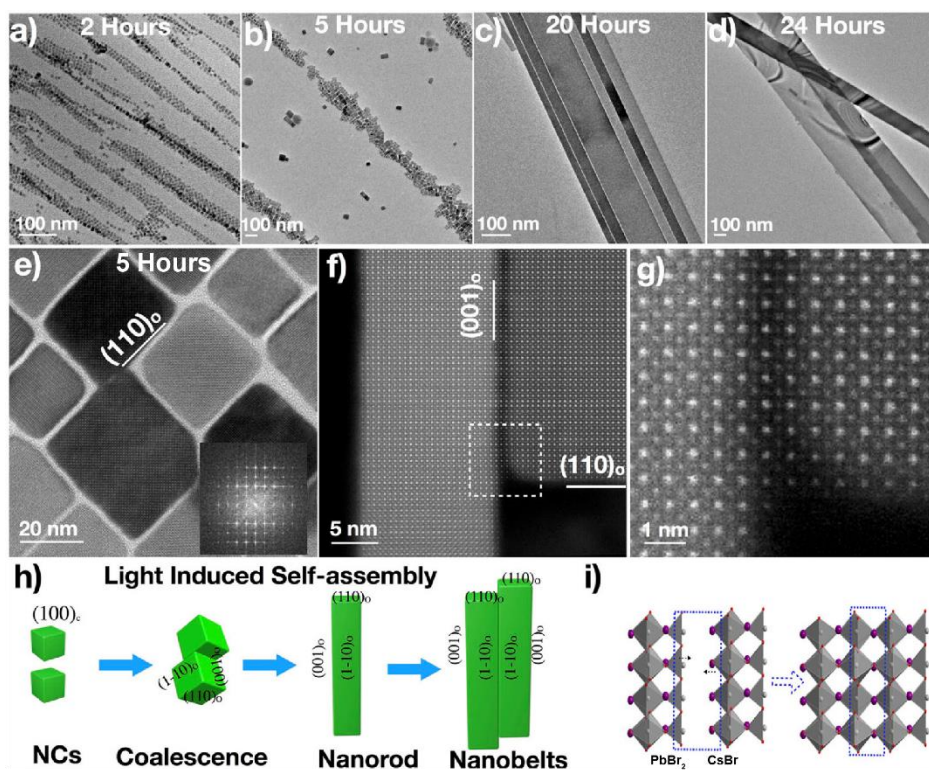 a) 2 Hours
100 nm
b) 5 Hours
100 nm
c) 20 Hours
100 nm
d) 24 Hours
100 nm
e) 5 Hours
(110)ₒ
20 nm
f)
(001)ₒ
(110)ₒ
5 nm
g)
1 nm
h) Light Induced Self-assembly
(100)c
NCs
(1-10)ₒ
(100)
(110)ₒ
Coalescence
(110)ₒ
(001)ₒ
(1-10)ₒ
Nanorod
(110)ₒ
(110)ₒ
(001)ₒ
(1-10)ₒ
(1-10)ₒ
(001)ₒ
Nanobelts
i)
PbBr₂
CsBr